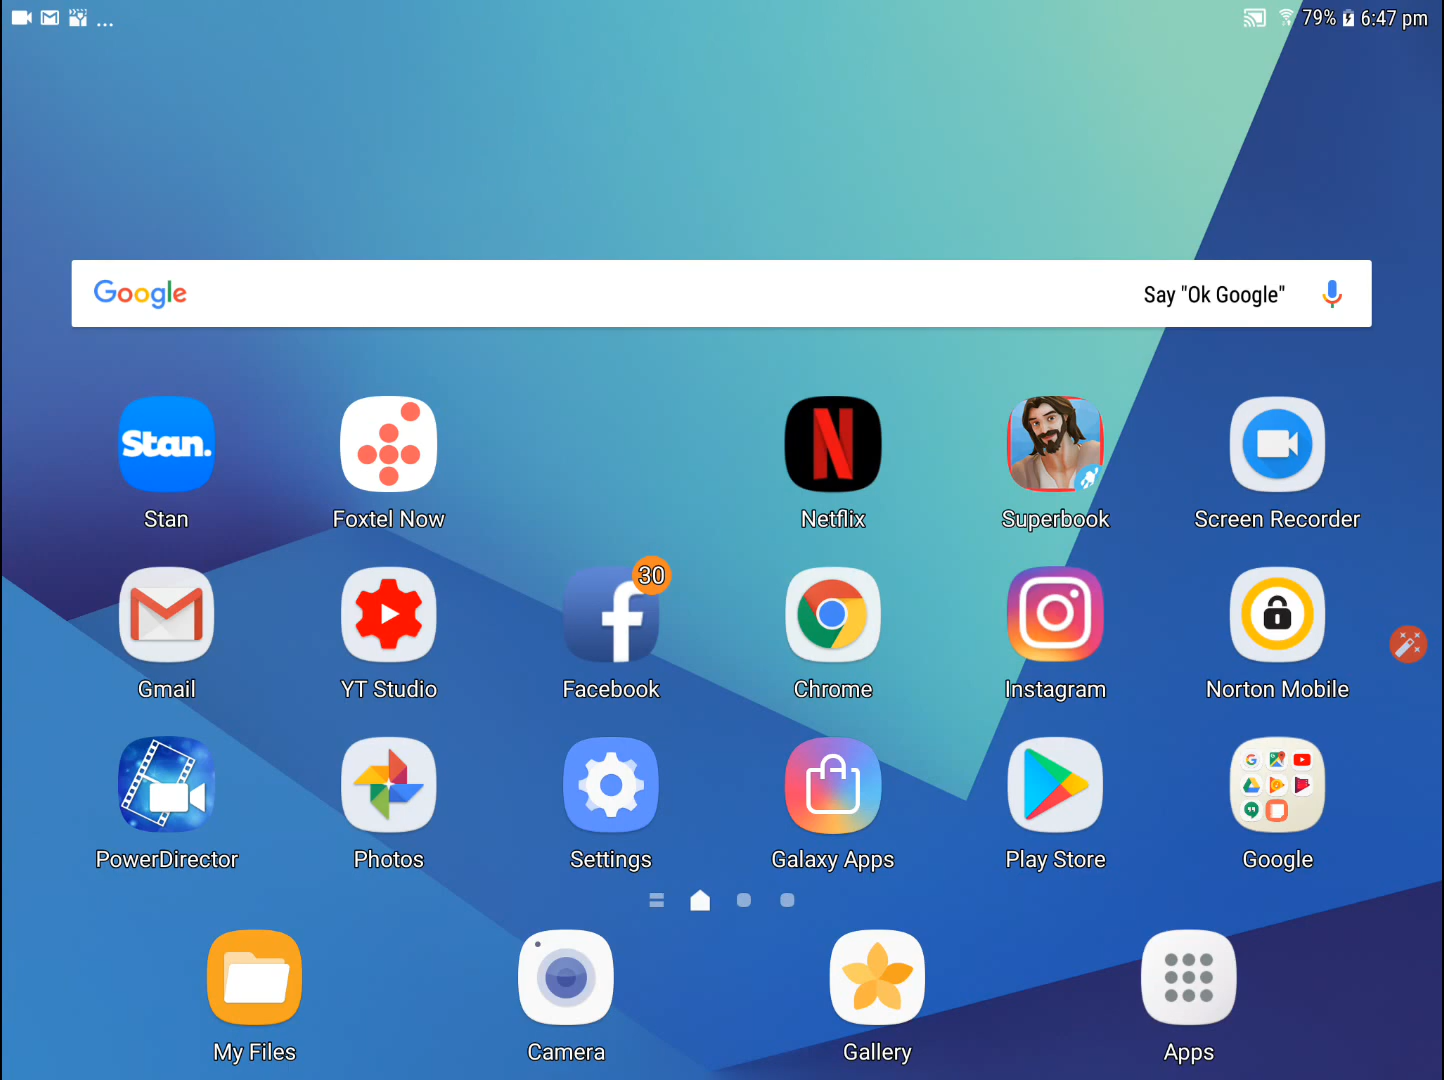 ... 79% 6:47 pm
Google Say "Ok Google"
Stan.
N
Stan Foxtel Now Netflix Superbook Screen Recorder
30
Gmail YT Studio Facebook Chrome Instagram Norton Mobile
PowerDirector Photos Settings Galaxy Apps Play Store Google
My Files Camera Gallery Apps